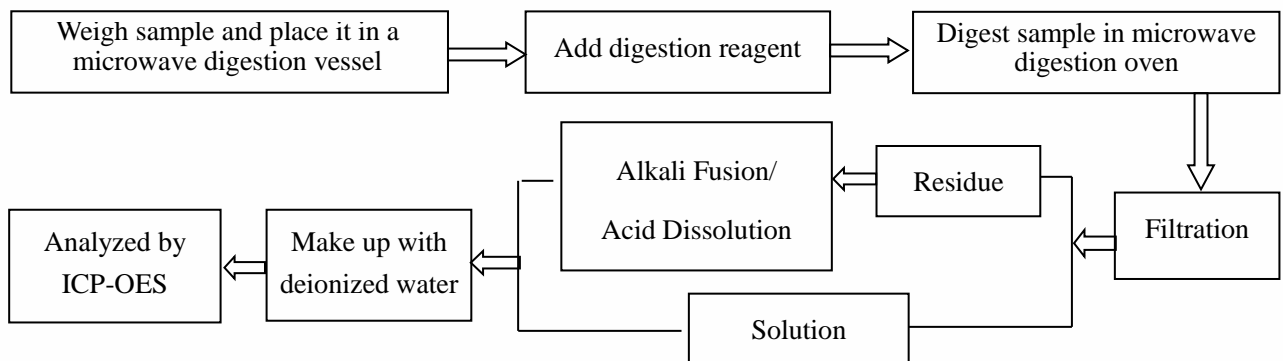 Weigh sample and place it in a
microwave digestion vessel
Add digestion reagent
Digest sample in microwave
digestion oven
Filtration
Residue
Alkali Fusion/
Acid Dissolution
Solution
Make up with
deionized water
Analyzed by
ICP-OES